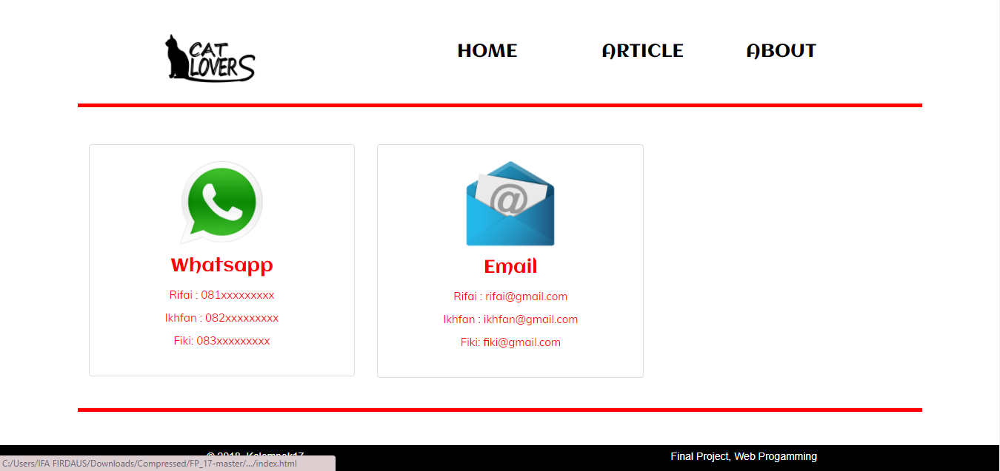 CAT
LOVERS
HOME ARTICLE ABOUT
@
Whatsapp
Rifai : 081xxxxxxxxx
Ikhfan : 082xxxxxxxxx
Fiki: 083xxxxxxxxx
Email
Rifai : rifai@gmail.com
Ikhfan : ikhfan@gmail.com
Fiki: fiki@gmail.com
© 2018, Kelompok17 Final Project, Web Progamming
C:/Users/IFA FIRDAUS/Downloads/Compressed/FP_17-master/.../index.html